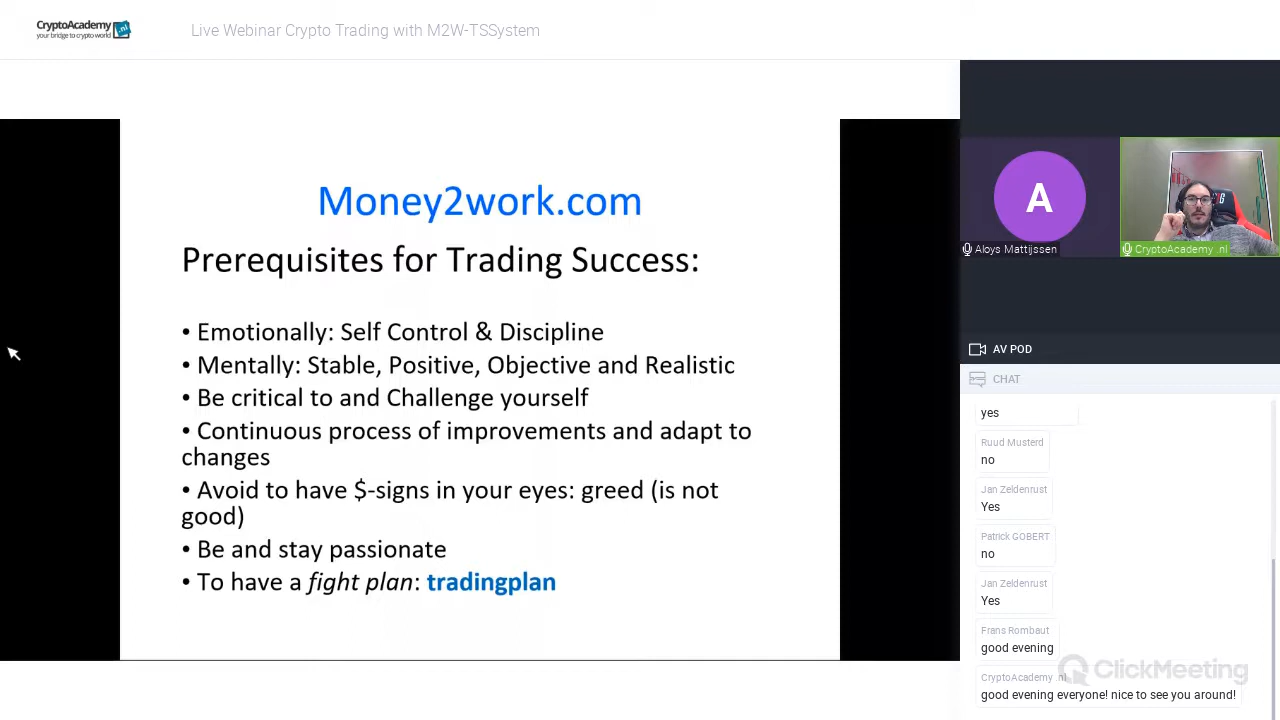 CryptoAcademy .nl
your bridge to crypto world
Live Webinar Crypto Trading with M2W-TSSystem
Money2work.com
Prerequisites for Trading Success:
• Emotionally: Self Control & Discipline
• Mentally: Stable, Positive, Objective and Realistic
• Be critical to and Challenge yourself
• Continuous process of improvements and adapt to
changes
• Avoid to have $-signs in your eyes: greed (is not
good)
• Be and stay passionate
• To have a fight plan: tradingplan
A
Aloys Mattijssen
CryptoAcademy .nl
AV POD
CHAT
yes
Ruud Musterd
no
Jan Zeldenrust
Yes
Patrick GOBERT
no
Jan Zeldenrust
Yes
Frans Rombaut
good evening
ClickMeeting
CryptoAcademy .nl
good evening everyone! nice to see you around!